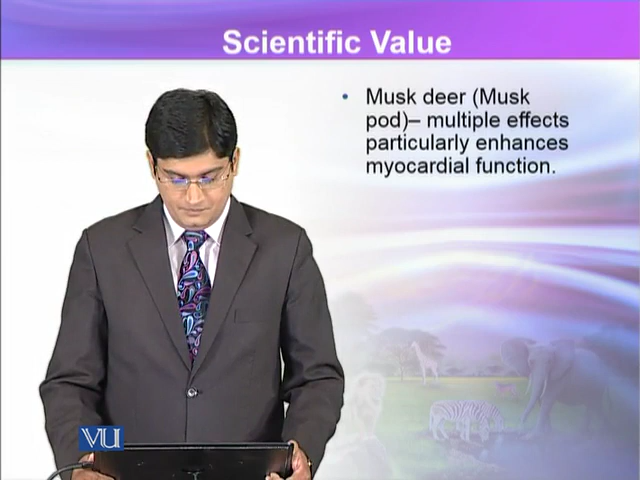 Scientific Value
• Musk deer (Musk
pod)– multiple effects
particularly enhances
myocardial function.
VU